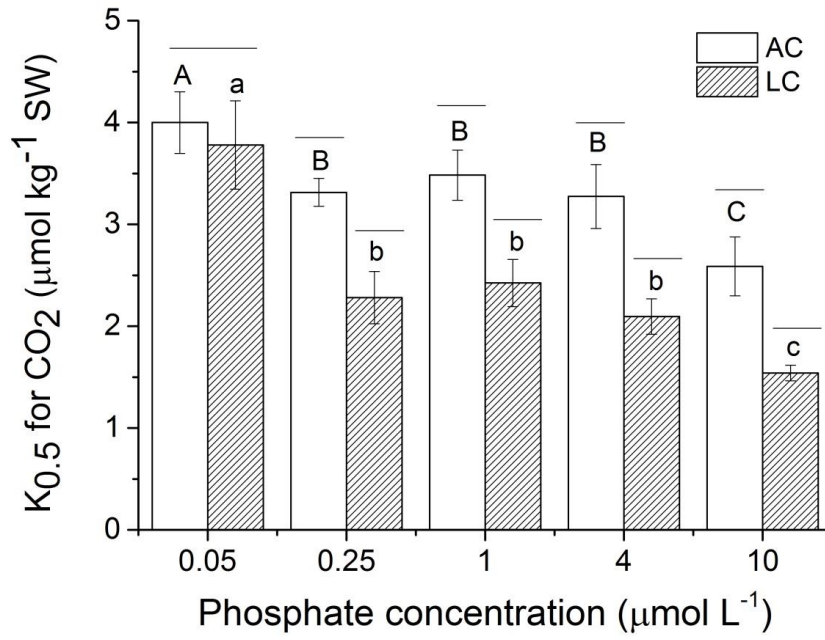 5
4
3
2
1
0
K0.5 for CO2 (μmol kg-1 SW)
AC
LC
A
a
B
b
B
b
B
b
C
c
0.05
0.25
1
4
10
Phosphate concentration (μmol L-1)